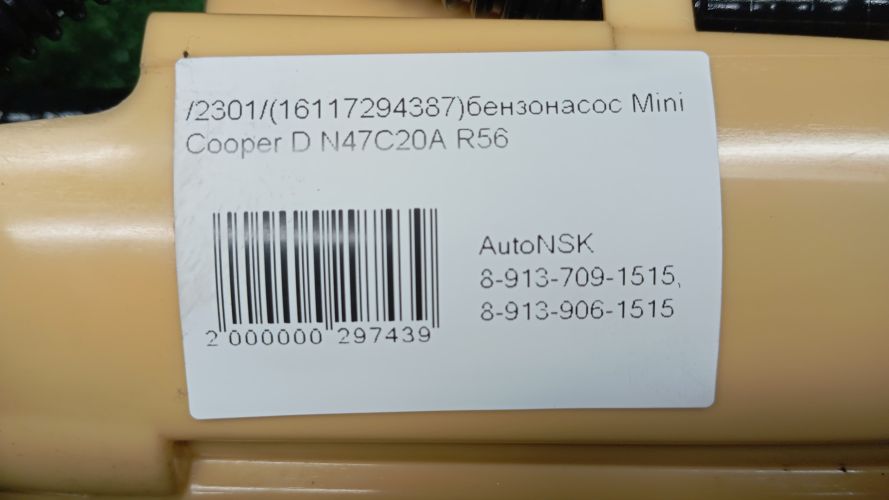 /2301/(16117294387)бензонасос Mini
Cooper D N47C20A R56
AutoNSK
8-913-709-1515,
8-913-906-1515
2 000000 297439